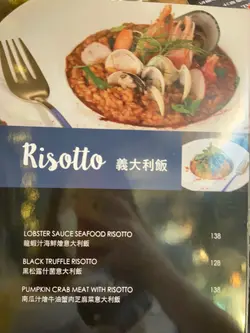 Risotto 義大利飯
LOBSTER SAUCE SEAFOOD RISOTTO 138
龍蝦汁海鮮燴意大利飯
BLACK TRUFFLE RISOTTO 128
黑松露什菌意大利飯
PUMPKIN CRAB MEAT WITH RISOTTO 138
南瓜汁燴牛油蟹肉芝麻菜意大利飯